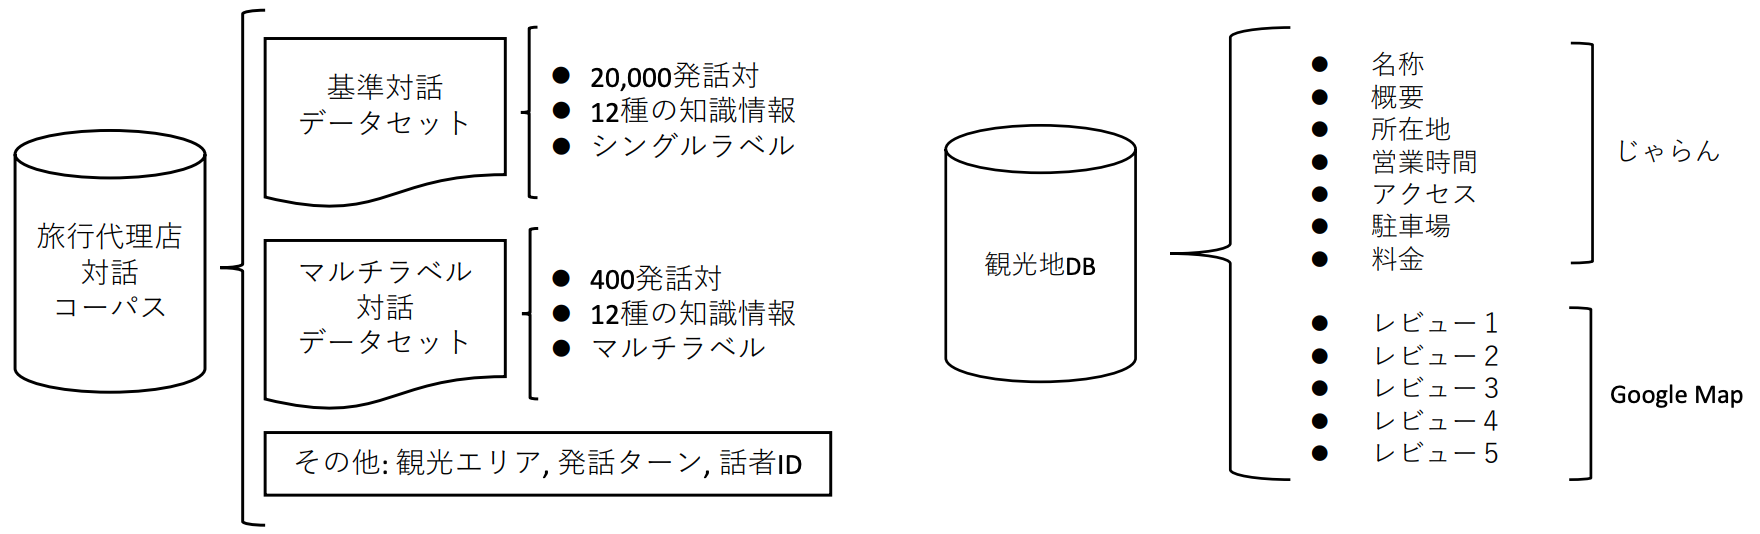 旅行代理店
対話
コーパス
基準対話
データセット
● 20,000発話対
● 12種の知識情報
● シングルラベル
マルチラベル
対話
データセット
● 400発話対
● 12種の知識情報
● マルチラベル
その他: 観光エリア, 発話ターン, 話者ID
観光地DB
● 名称
● 概要
● 所在地
● 営業時間
● アクセス
● 駐車場
● 料金
じゃらん
● レビュー１
● レビュー２
● レビュー３
● レビュー４
● レビュー５
Google Map